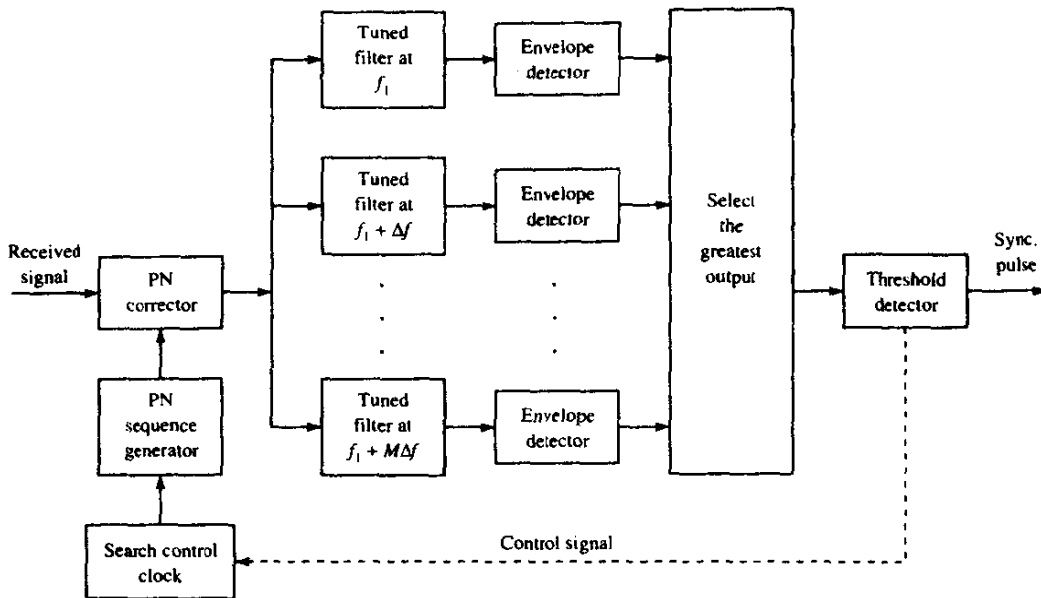 Tuned
filter at
f₁
Envelope
detector
Tuned
filter at
f₁ + Δf
Envelope
detector
Select
the
greatest
output
Received
signal
PN
corrector
Threshold
detector
Sync.
pulse
PN
sequence
generator
Tuned
filter at
f₁ + MΔf
Envelope
detector
Search control
clock
Control signal